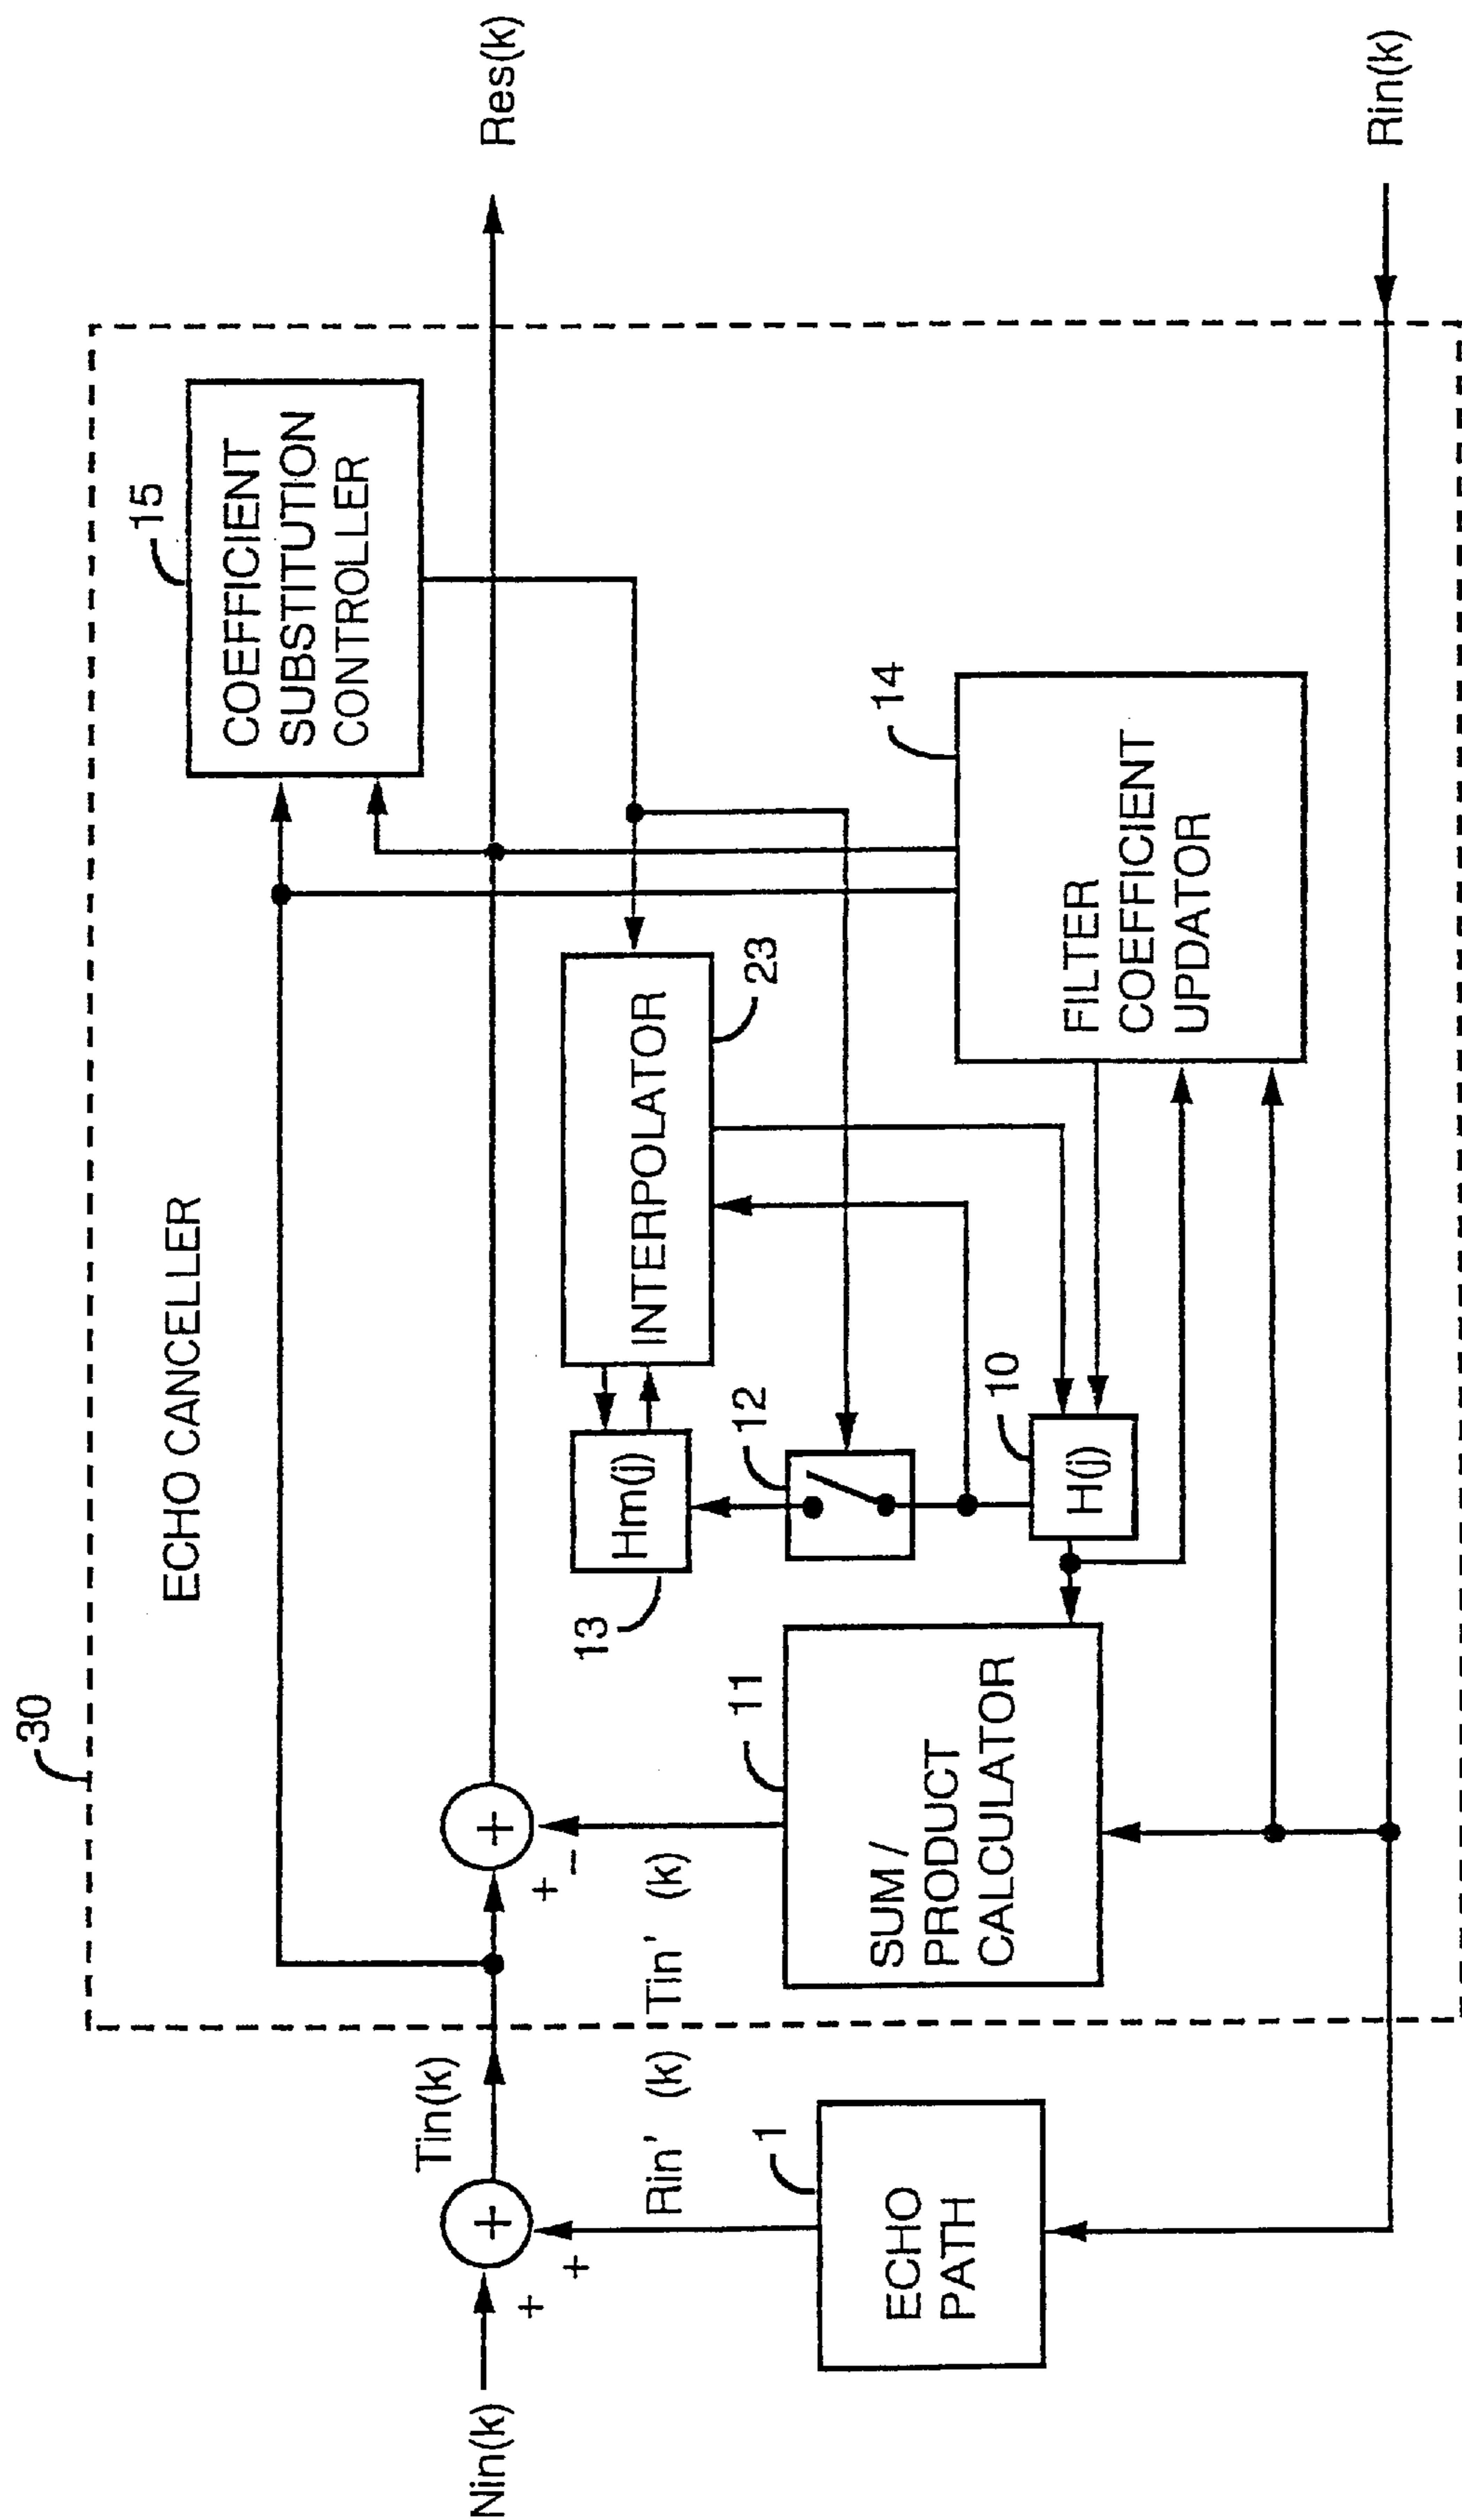 30
ECHO CANCELLER
15
COEFFICIENT
SUBSTITUTION
CONTROLLER
Nin(k)
+
+
+
Tin(k)
+
−
+
Res(k)
Rin' (k)
Tin' (k)
13
Hm(j)
INTERPOLATOR
23
12
1
ECHO
PATH
11
SUM /
PRODUCT
CALCULATOR
10
H(j)
14
FILTER
COEFFICIENT
UPDATOR
Rin(k)